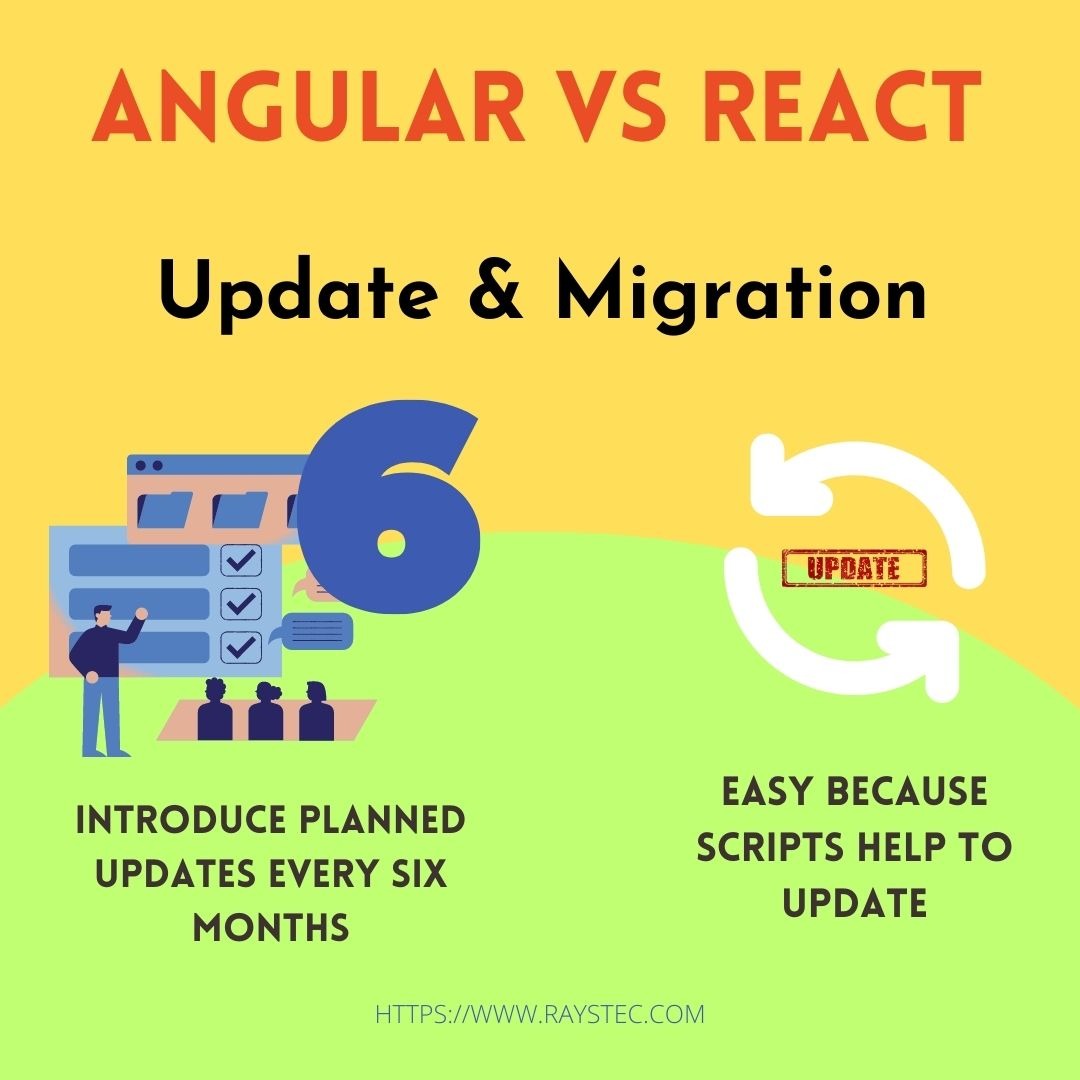 ANGULAR VS REACT
Update & Migration
6
UPDATE
INTRODUCE PLANNED
UPDATES EVERY SIX
MONTHS
EASY BECAUSE
SCRIPTS HELP TO
UPDATE
HTTPS://WWW.RAYSTEC.COM